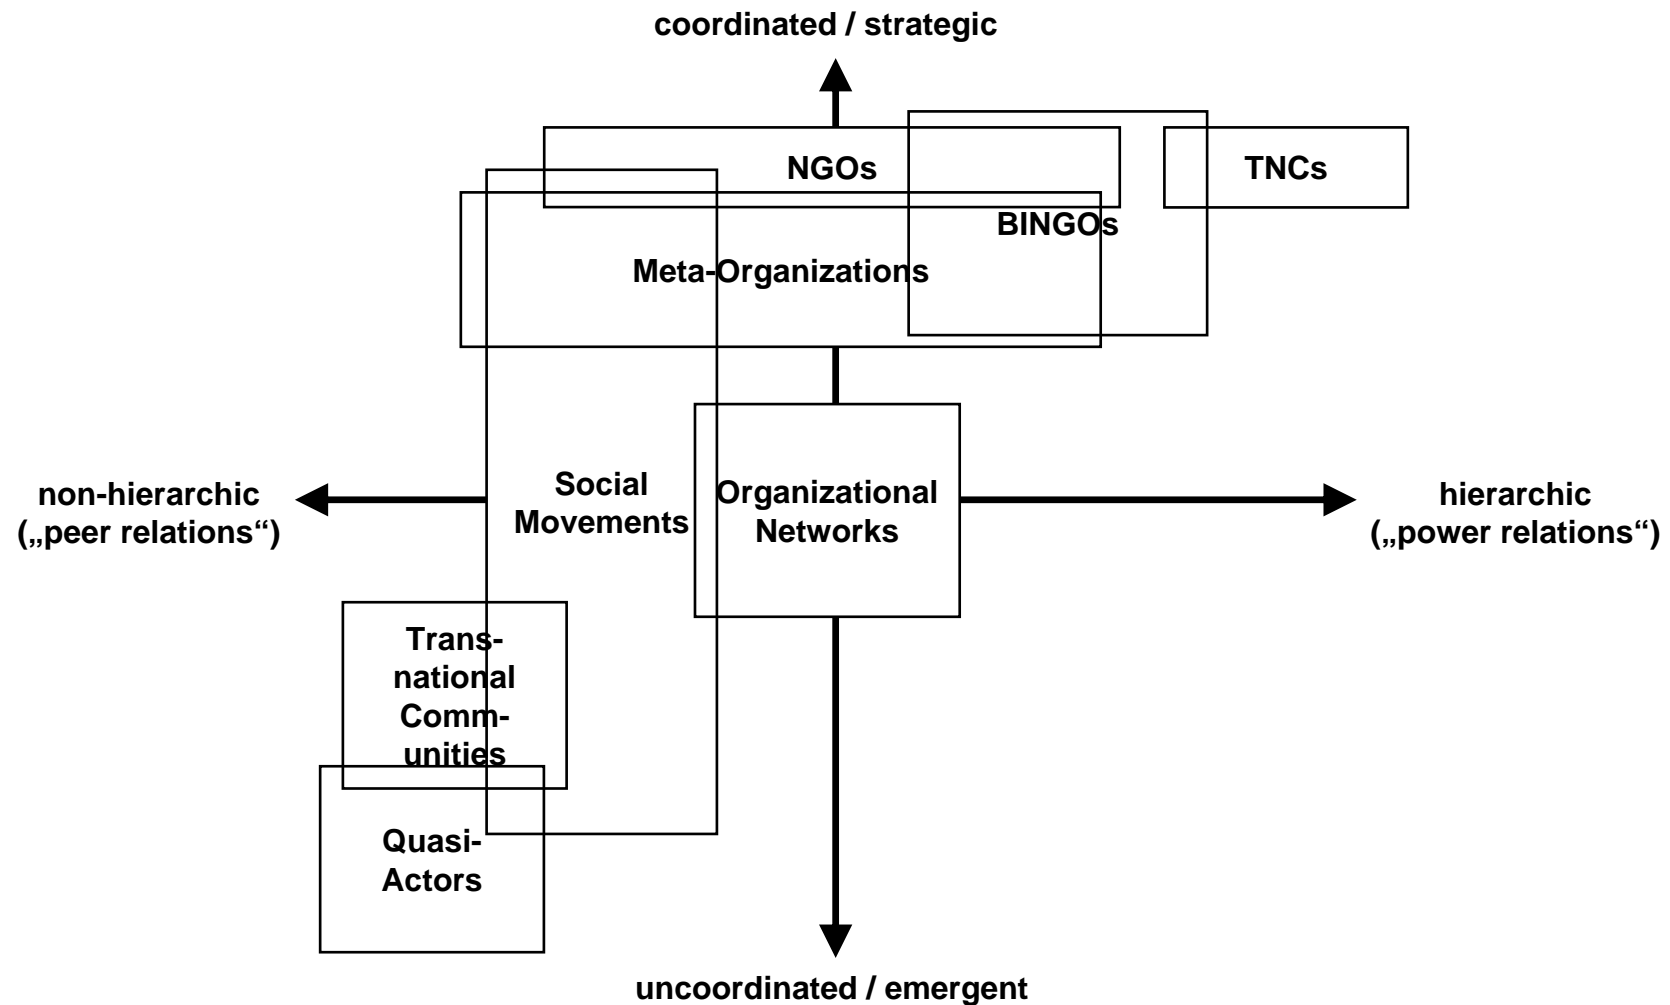 coordinated / strategic
NGOs
TNCs
BINGOs
Meta-Organizations
non-hierarchic
(„peer relations“)
Social
Movements
Organizational
Networks
hierarchic
(„power relations“)
Trans-
national
Comm-
unities
Quasi-
Actors
uncoordinated / emergent